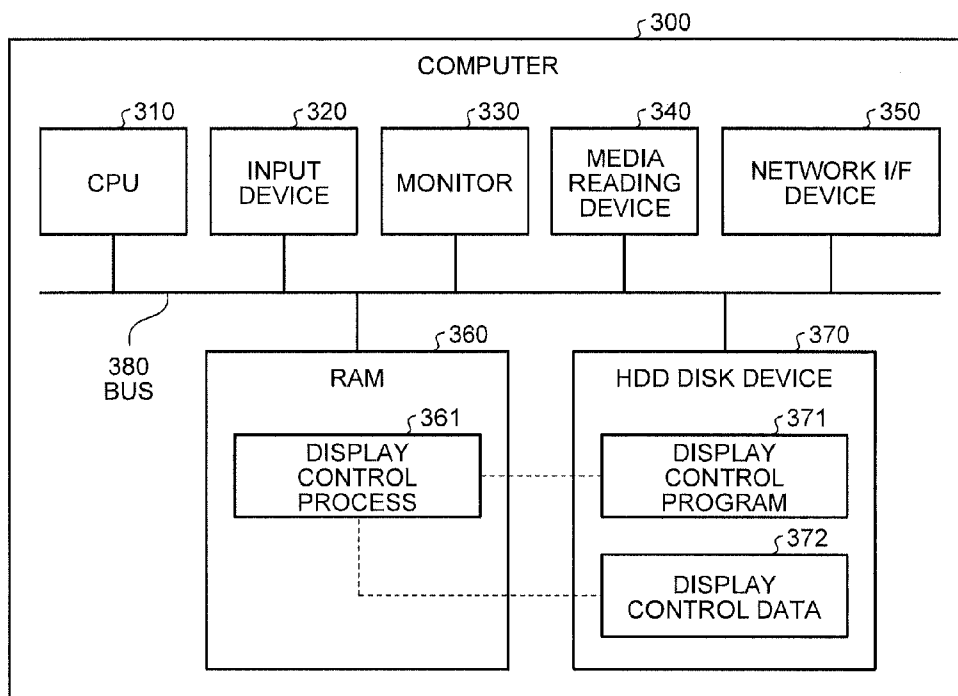 300
COMPUTER
310
320
330
340
350
CPU
INPUT
DEVICE
MONITOR
MEDIA
READING
DEVICE
NETWORK I/F
DEVICE
380
BUS
360
370
RAM
HDD DISK DEVICE
361
371
DISPLAY
CONTROL
PROCESS
DISPLAY
CONTROL
PROGRAM
372
DISPLAY
CONTROL DATA